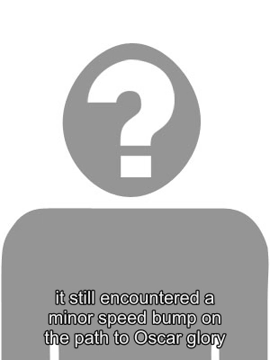 ?
it still encountered a
minor speed bump on
the path to Oscar glory